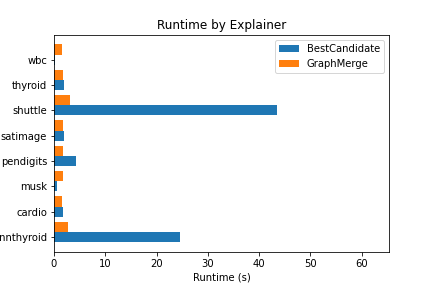 Runtime by Explainer
BestCandidate
GraphMerge
wbc
thyroid
shuttle
satimage
pendigits
musk
cardio
nnthyroid
0 10 20 30 40 50 60
Runtime (s)